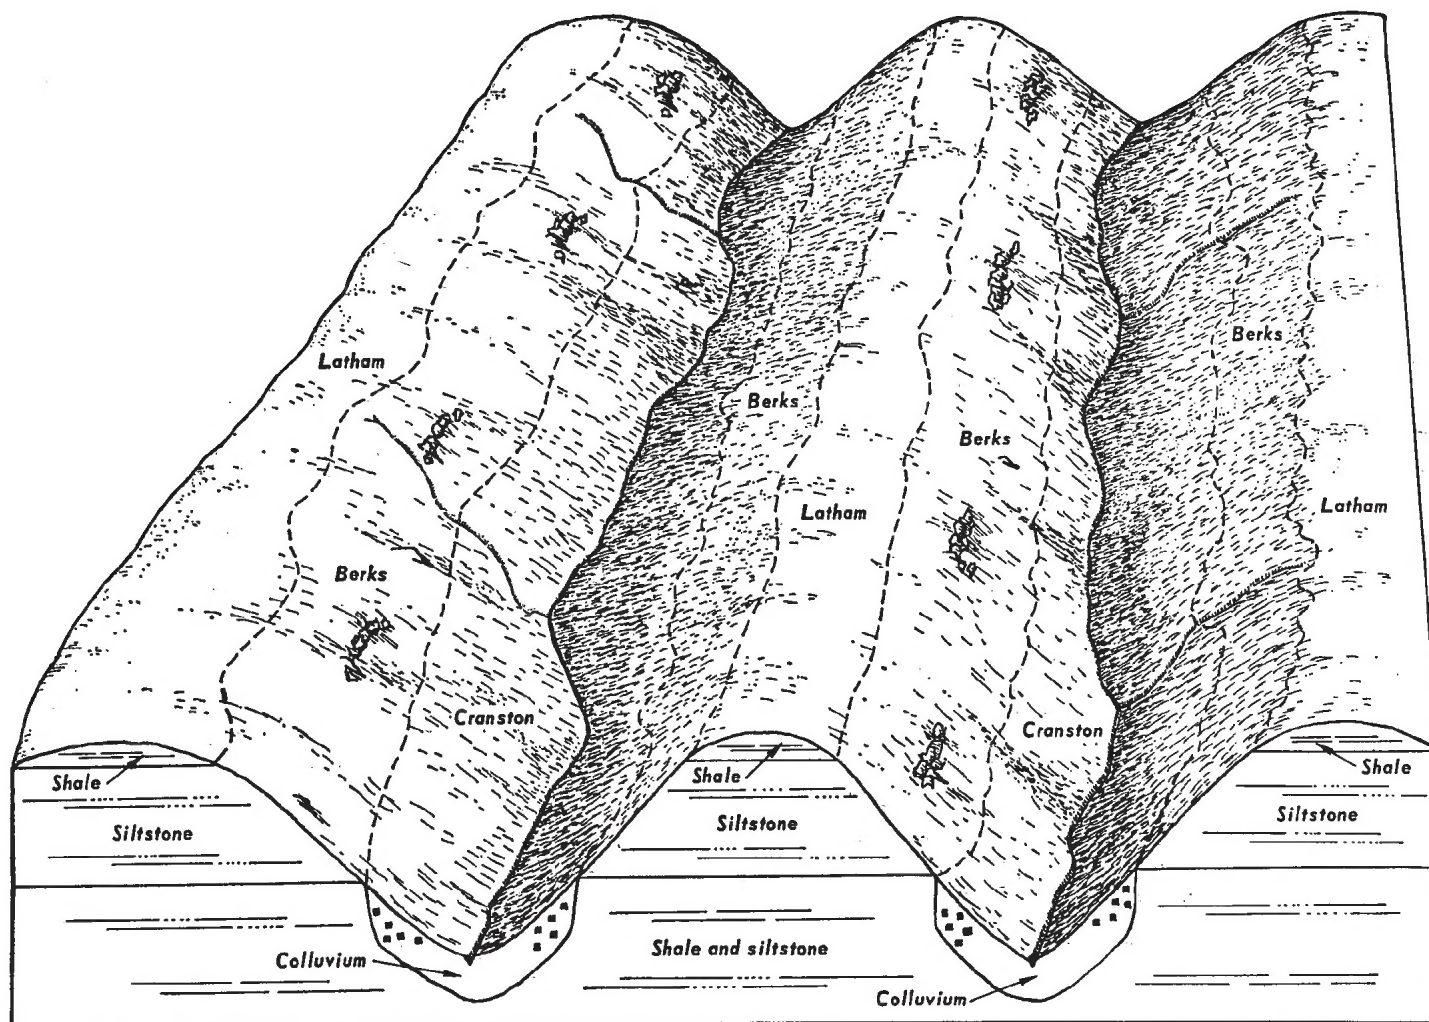 Berks
Latham
Berks
Berks
Latham
Latham
Berks
Cranston
Cranston
Shale
Shale
Shale
Siltstone
Siltstone
Siltstone
Shale and siltstone
Colluvium
Colluvium